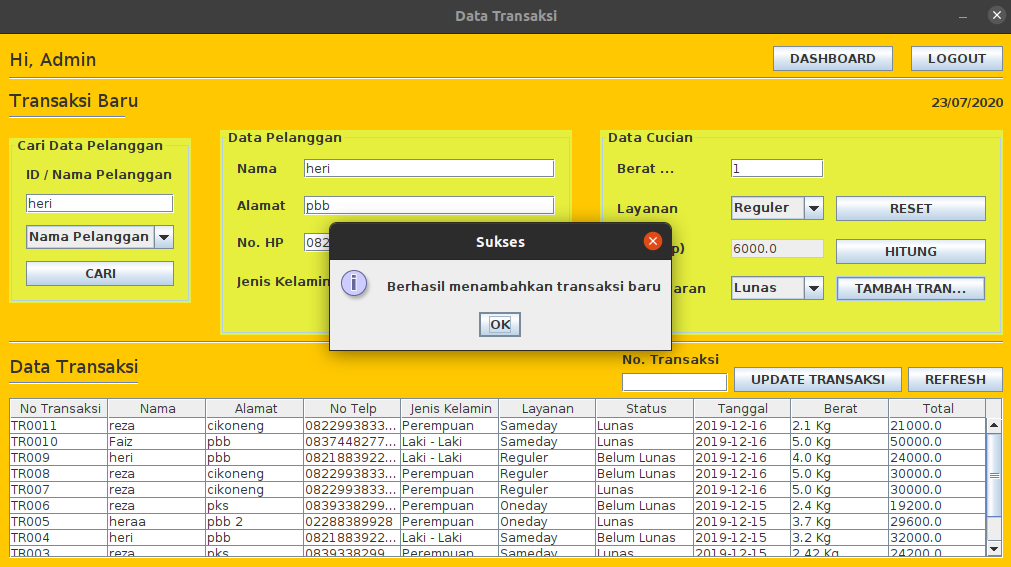 Data Transaksi
Hi, Admin
DASHBOARD
LOGOUT
Transaksi Baru
23/07/2020
Cari Data Pelanggan
ID / Nama Pelanggan
heri
Nama Pelanggan
CARI
Data Pelanggan
Nama heri
Alamat pbb
No. HP 082
Jenis Kelamin
Data Cucian
Berat ... 1
Layanan Reguler RESET
p) 6000.0 HITUNG
aran Lunas TAMBAH TRAN...
Sukses
Berhasil menambahkan transaksi baru
OK
Data Transaksi
No. Transaksi
UPDATE TRANSAKSI
REFRESH
No Transaksi Nama Alamat No Telp Jenis Kelamin Layanan Status Tanggal Berat Total
TR0011 reza cikoneng 0822993833... Perempuan Sameday Lunas 2019-12-16 2.1 Kg 21000.0
TR0010 Faiz pbb 0837448277... Laki - Laki Sameday Lunas 2019-12-16 5.0 Kg 50000.0
TR009 heri pbb 0821883922... Laki - Laki Reguler Belum Lunas 2019-12-16 4.0 Kg 24000.0
TR008 reza cikoneng 0822993833... Perempuan Reguler Belum Lunas 2019-12-16 5.0 Kg 30000.0
TR007 reza cikoneng 0822993833... Perempuan Reguler Lunas 2019-12-16 5.0 Kg 30000.0
TR006 reza pks 0839338299... Perempuan Oneday Belum Lunas 2019-12-15 2.4 Kg 19200.0
TR005 heraa pbb 2 02288389928 Perempuan Oneday Lunas 2019-12-15 3.7 Kg 29600.0
TR004 heri pbb 0821883922... Laki - Laki Sameday Belum Lunas 2019-12-15 3.2 Kg 32000.0
TR003 reza pks 0839338299... Perempuan Sameday Lunas 2019-12-15 2.42 Kg 24200.0